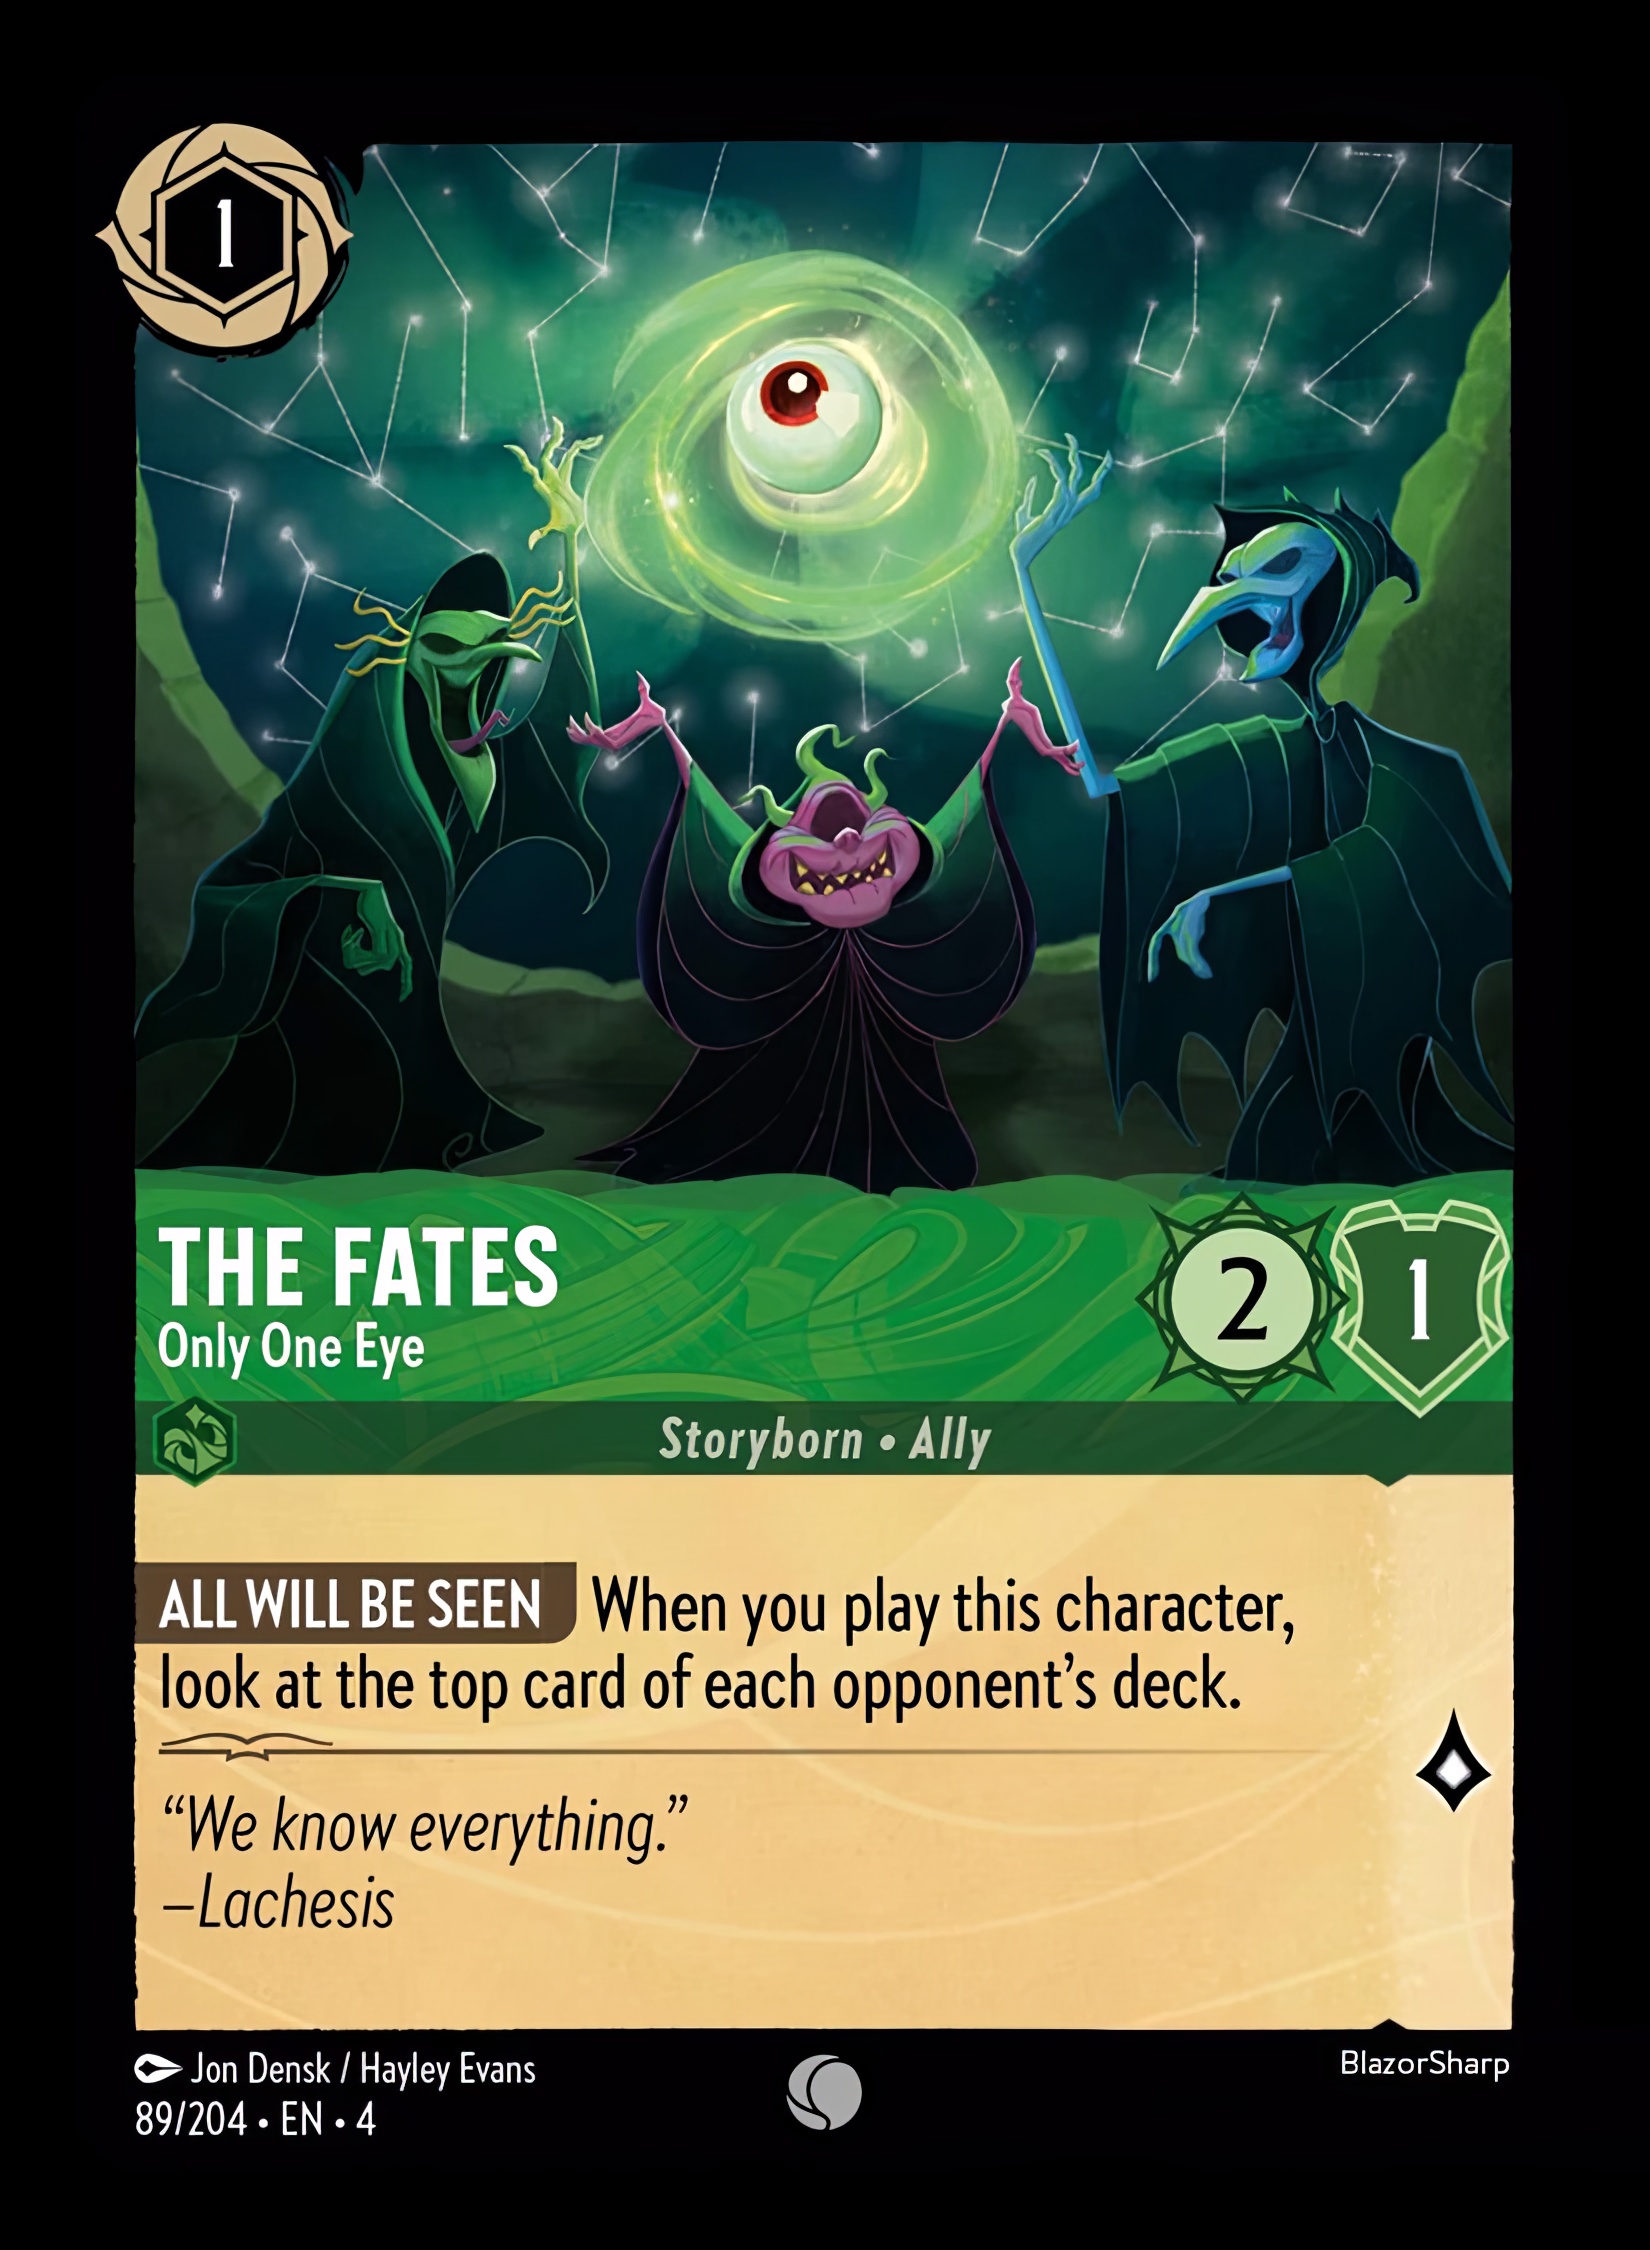 1
THE FATES
Only One Eye
2 1
Storyborn • Ally
ALL WILL BE SEEN When you play this character,
look at the top card of each opponent’s deck.
“We know everything.”
–Lachesis
Jon Densk / Hayley Evans
BlazorSharp
89/204 • EN • 4